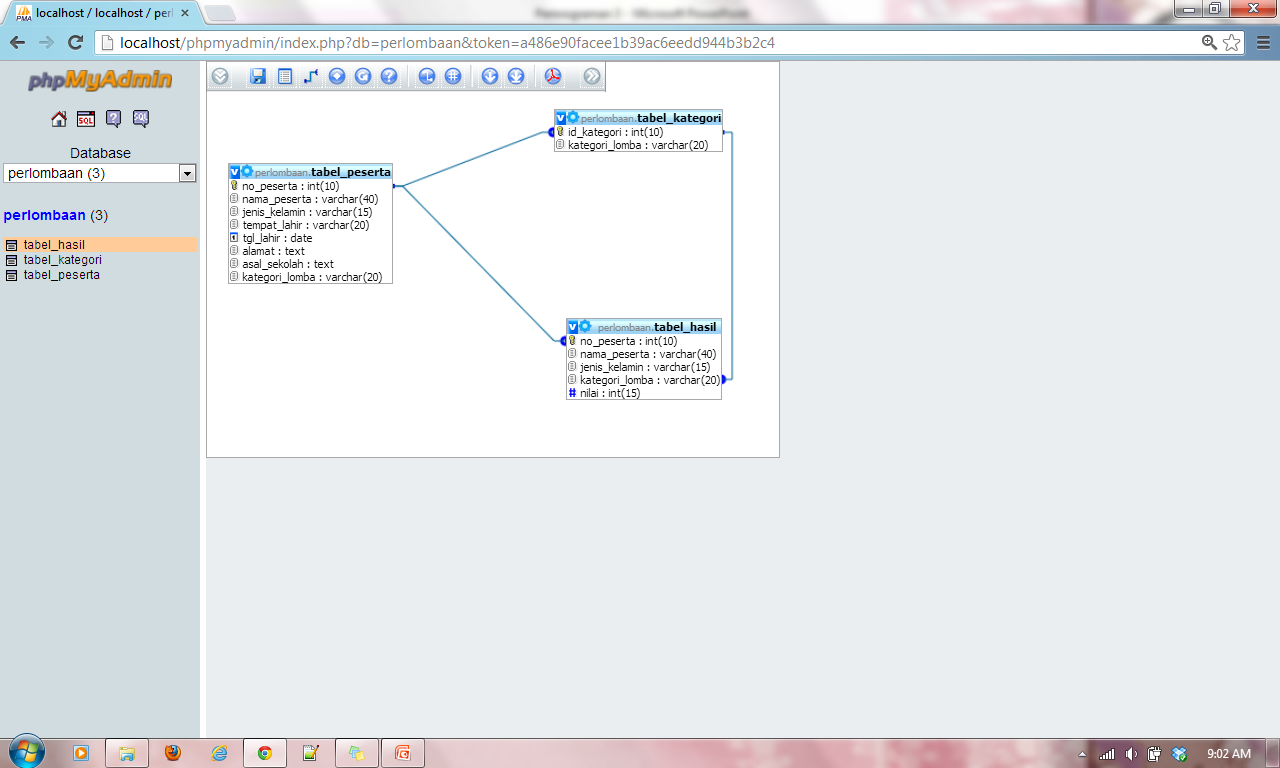 Pemrograman 2 - Microsoft PowerPoint
localhost / localhost / perl
localhost/phpmyadmin/index.php?db=perlombaan&token=a486e90facee1b39ac6eedd944b3b2c4
phpMyAdmin
SQL
SQL
Database
perlombaan (3)
perlombaan (3)
tabel_hasil
tabel_kategori
tabel_peserta
perlombaan.tabel_kategori
id_kategori : int(10)
kategori_lomba : varchar(20)
perlombaan.tabel_peserta
no_peserta : int(10)
nama_peserta : varchar(40)
jenis_kelamin : varchar(15)
tempat_lahir : varchar(20)
tgl_lahir : date
alamat : text
asal_sekolah : text
kategori_lomba : varchar(20)
perlombaan.tabel_hasil
no_peserta : int(10)
nama_peserta : varchar(40)
jenis_kelamin : varchar(15)
kategori_lomba : varchar(20)
nilai : int(15)
9:02 AM